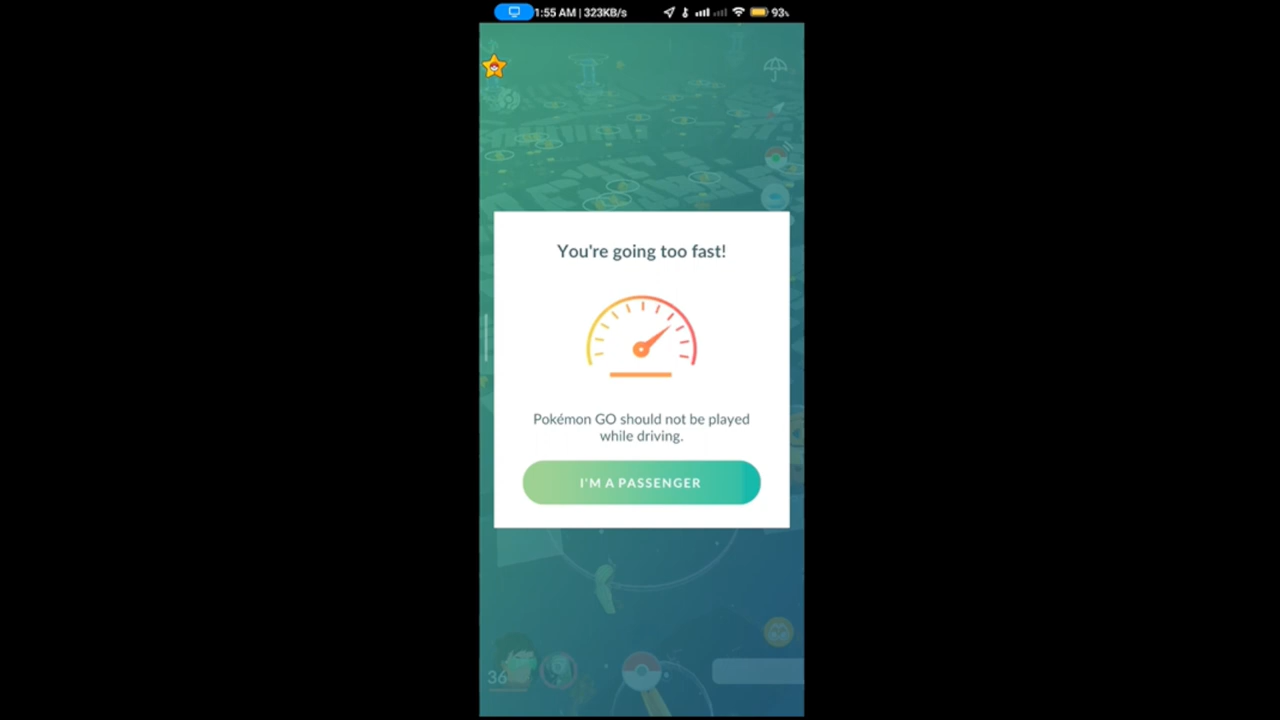 1:55 AM | 323KB/s
93%
You're going too fast!
Pokémon GO should not be played
while driving.
I'M A PASSENGER
36